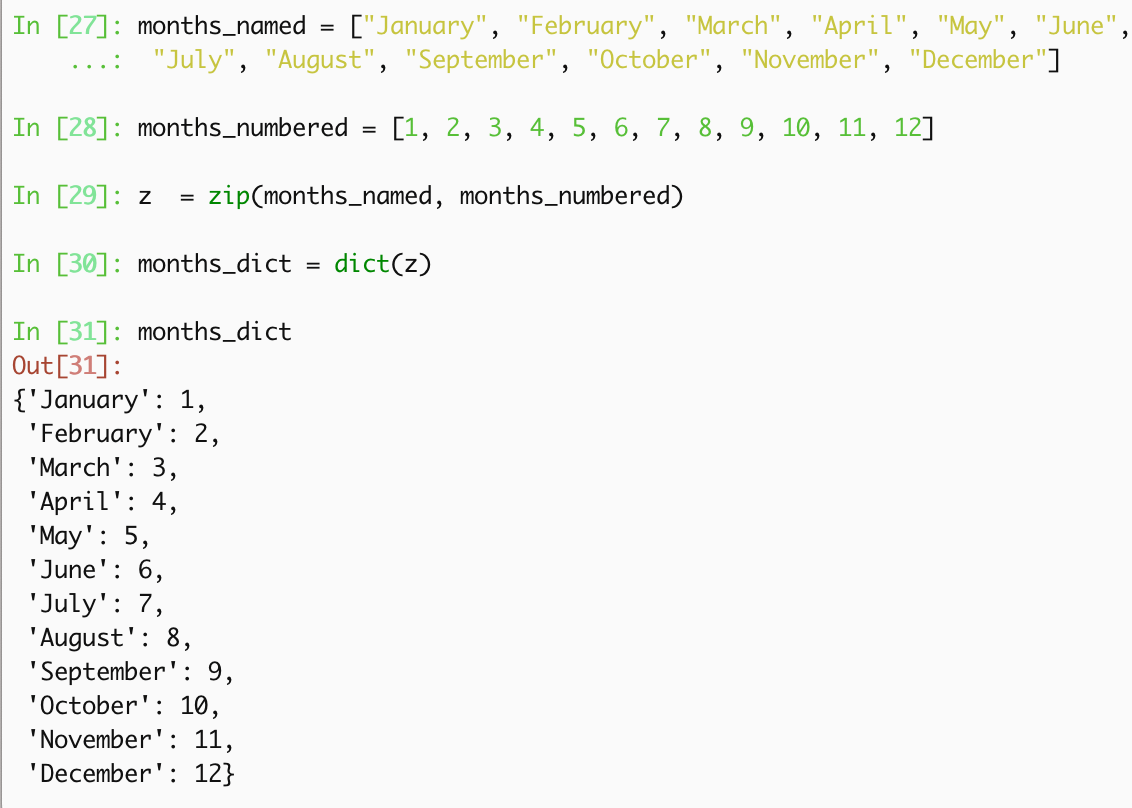 In [27]: months_named = ["January", "February", "March", "April", "May", "June",
    ...:  "July", "August", "September", "October", "November", "December"]
In [28]: months_numbered = [1, 2, 3, 4, 5, 6, 7, 8, 9, 10, 11, 12]
In [29]: z  = zip(months_named, months_numbered)
In [30]: months_dict = dict(z)
In [31]: months_dict
Out[31]:
{'January': 1,
 'February': 2,
 'March': 3,
 'April': 4,
 'May': 5,
 'June': 6,
 'July': 7,
 'August': 8,
 'September': 9,
 'October': 10,
 'November': 11,
 'December': 12}